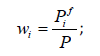 w_i = P_i^f / P ;